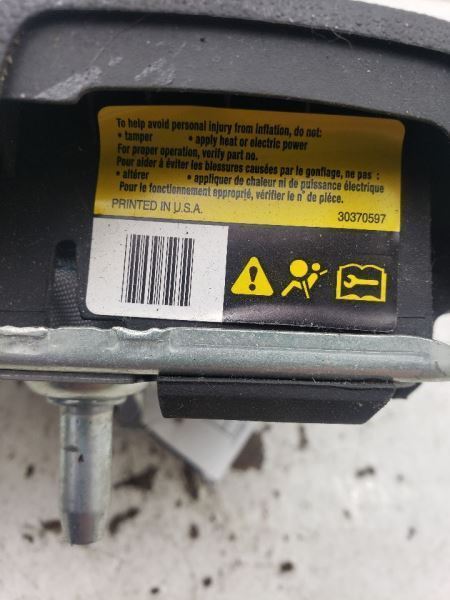 To help avoid personal injury from inflation, do not:
• tamper • apply heat or electric power
For proper operation, verify part no.
Pour aider à éviter les blessures causées par le gonflage, ne pas :
• altérer • appliquer de chaleur ni de puissance électrique
Pour le fonctionnement epproprié, vérifier le n° de piéce.
PRINTED IN U.S.A. 30370597